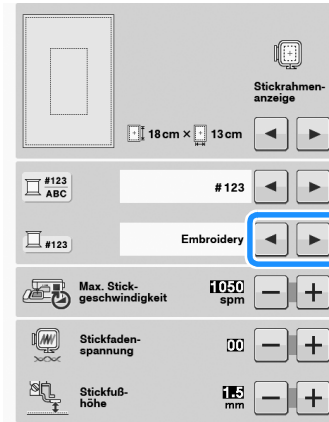 Stickrahmen-
anzeige
18 cm × 13 cm
#123
ABC
#123
#123
Embroidery
Max. Stick-
geschwindigkeit
1050
spm
Stickfaden-
spannung
00
Stickfuß-
höhe
1.5
mm